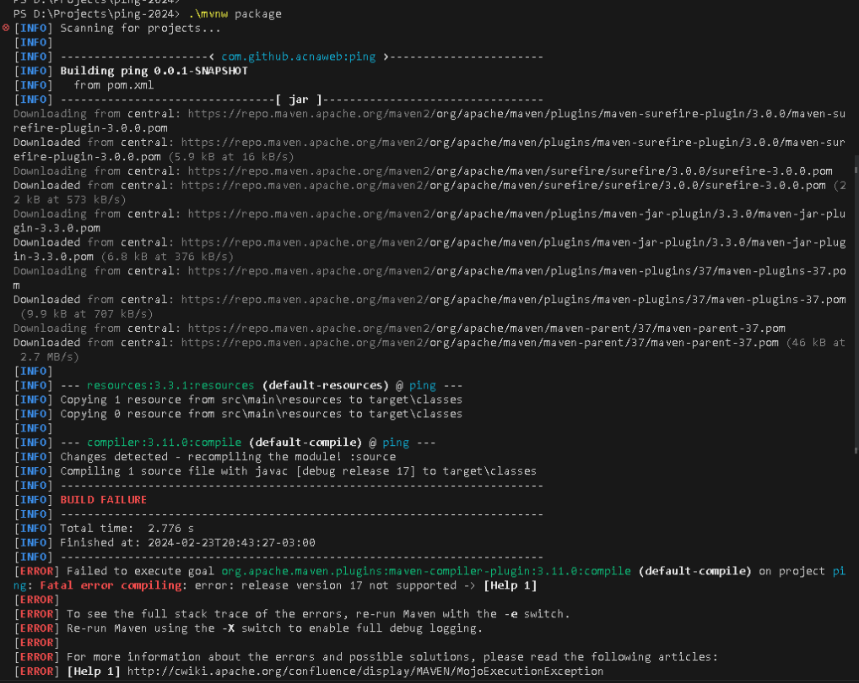 PS D:\Projects\ping-2024>
PS D:\Projects\ping-2024> .\mvnw package
[INFO] Scanning for projects...
[INFO]
[INFO] ----------------------< com.github.acnaweb:ping >-----------------------
[INFO] Building ping 0.0.1-SNAPSHOT
[INFO]   from pom.xml
[INFO] --------------------------------[ jar ]---------------------------------
Downloading from central: https://repo.maven.apache.org/maven2/org/apache/maven/plugins/maven-surefire-plugin/3.0.0/maven-su
refire-plugin-3.0.0.pom
Downloaded from central: https://repo.maven.apache.org/maven2/org/apache/maven/plugins/maven-surefire-plugin/3.0.0/maven-sur
efire-plugin-3.0.0.pom (5.9 kB at 16 kB/s)
Downloading from central: https://repo.maven.apache.org/maven2/org/apache/maven/surefire/surefire/3.0.0/surefire-3.0.0.pom
Downloaded from central: https://repo.maven.apache.org/maven2/org/apache/maven/surefire/surefire/3.0.0/surefire-3.0.0.pom (2
2 kB at 573 kB/s)
Downloading from central: https://repo.maven.apache.org/maven2/org/apache/maven/plugins/maven-jar-plugin/3.3.0/maven-jar-plu
gin-3.3.0.pom
Downloaded from central: https://repo.maven.apache.org/maven2/org/apache/maven/plugins/maven-jar-plugin/3.3.0/maven-jar-plug
in-3.3.0.pom (6.8 kB at 376 kB/s)
Downloading from central: https://repo.maven.apache.org/maven2/org/apache/maven/plugins/maven-plugins/37/maven-plugins-37.po
m
Downloaded from central: https://repo.maven.apache.org/maven2/org/apache/maven/plugins/maven-plugins/37/maven-plugins-37.pom
 (9.9 kB at 707 kB/s)
Downloading from central: https://repo.maven.apache.org/maven2/org/apache/maven/maven-parent/37/maven-parent-37.pom
Downloaded from central: https://repo.maven.apache.org/maven2/org/apache/maven/maven-parent/37/maven-parent-37.pom (46 kB at
 2.7 MB/s)
[INFO]
[INFO] --- resources:3.3.1:resources (default-resources) @ ping ---
[INFO] Copying 1 resource from src\main\resources to target\classes
[INFO] Copying 0 resource from src\main\resources to target\classes
[INFO]
[INFO] --- compiler:3.11.0:compile (default-compile) @ ping ---
[INFO] Changes detected - recompiling the module! :source
[INFO] Compiling 1 source file with javac [debug release 17] to target\classes
[INFO] ------------------------------------------------------------------------
[INFO] BUILD FAILURE
[INFO] ------------------------------------------------------------------------
[INFO] Total time:  2.776 s
[INFO] Finished at: 2024-02-23T20:43:27-03:00
[INFO] ------------------------------------------------------------------------
[ERROR] Failed to execute goal org.apache.maven.plugins:maven-compiler-plugin:3.11.0:compile (default-compile) on project pi
ng: Fatal error compiling: error: release version 17 not supported -> [Help 1]
[ERROR]
[ERROR] To see the full stack trace of the errors, re-run Maven with the -e switch.
[ERROR] Re-run Maven using the -X switch to enable full debug logging.
[ERROR]
[ERROR] For more information about the errors and possible solutions, please read the following articles:
[ERROR] [Help 1] http://cwiki.apache.org/confluence/display/MAVEN/MojoExecutionException